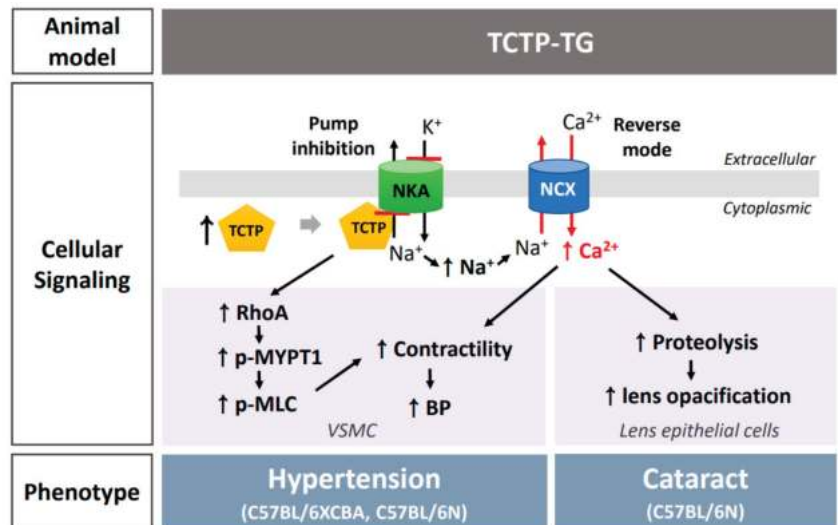 Animal
model
TCTP-TG
Cellular
Signaling
Pump
inhibition
K⁺
Ca²⁺
Reverse
mode
Extracellular
NKA
NCX
Cytoplasmic
↑ TCTP
TCTP
Na⁺
↑ Na⁺
Na⁺
↑ Ca²⁺
↑ RhoA
↑ p-MYPT1
↑ p-MLC
↑ Contractility
↑ BP
VSMC
↑ Proteolysis
↑ lens opacification
Lens epithelial cells
Phenotype
Hypertension
(C57BL/6XCBA, C57BL/6N)
Cataract
(C57BL/6N)